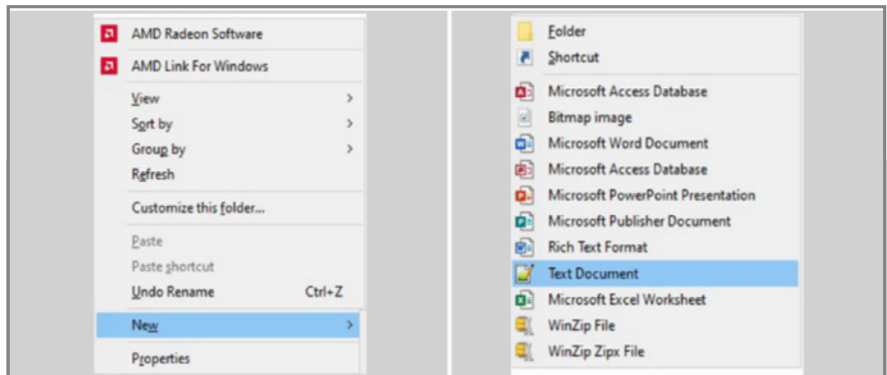 AMD Radeon Software
AMD Link For Windows
View
Sort by
Group by
Refresh
Customize this folder...
Paste
Paste shortcut
Undo Rename Ctrl+Z
New
Properties
Folder
Shortcut
Microsoft Access Database
Bitmap image
Microsoft Word Document
Microsoft Access Database
Microsoft PowerPoint Presentation
Microsoft Publisher Document
Rich Text Format
Text Document
Microsoft Excel Worksheet
WinZip File
WinZip Zipx File